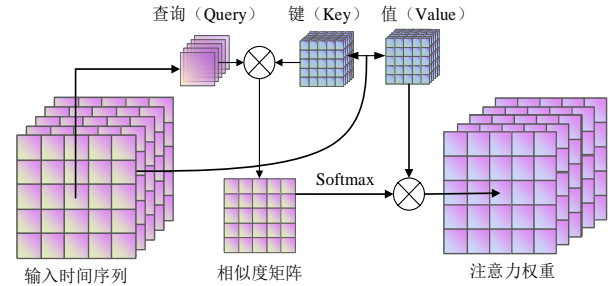 查询（Query）
键（Key）
值（Value）
Softmax
输入时间序列
相似度矩阵
注意力权重